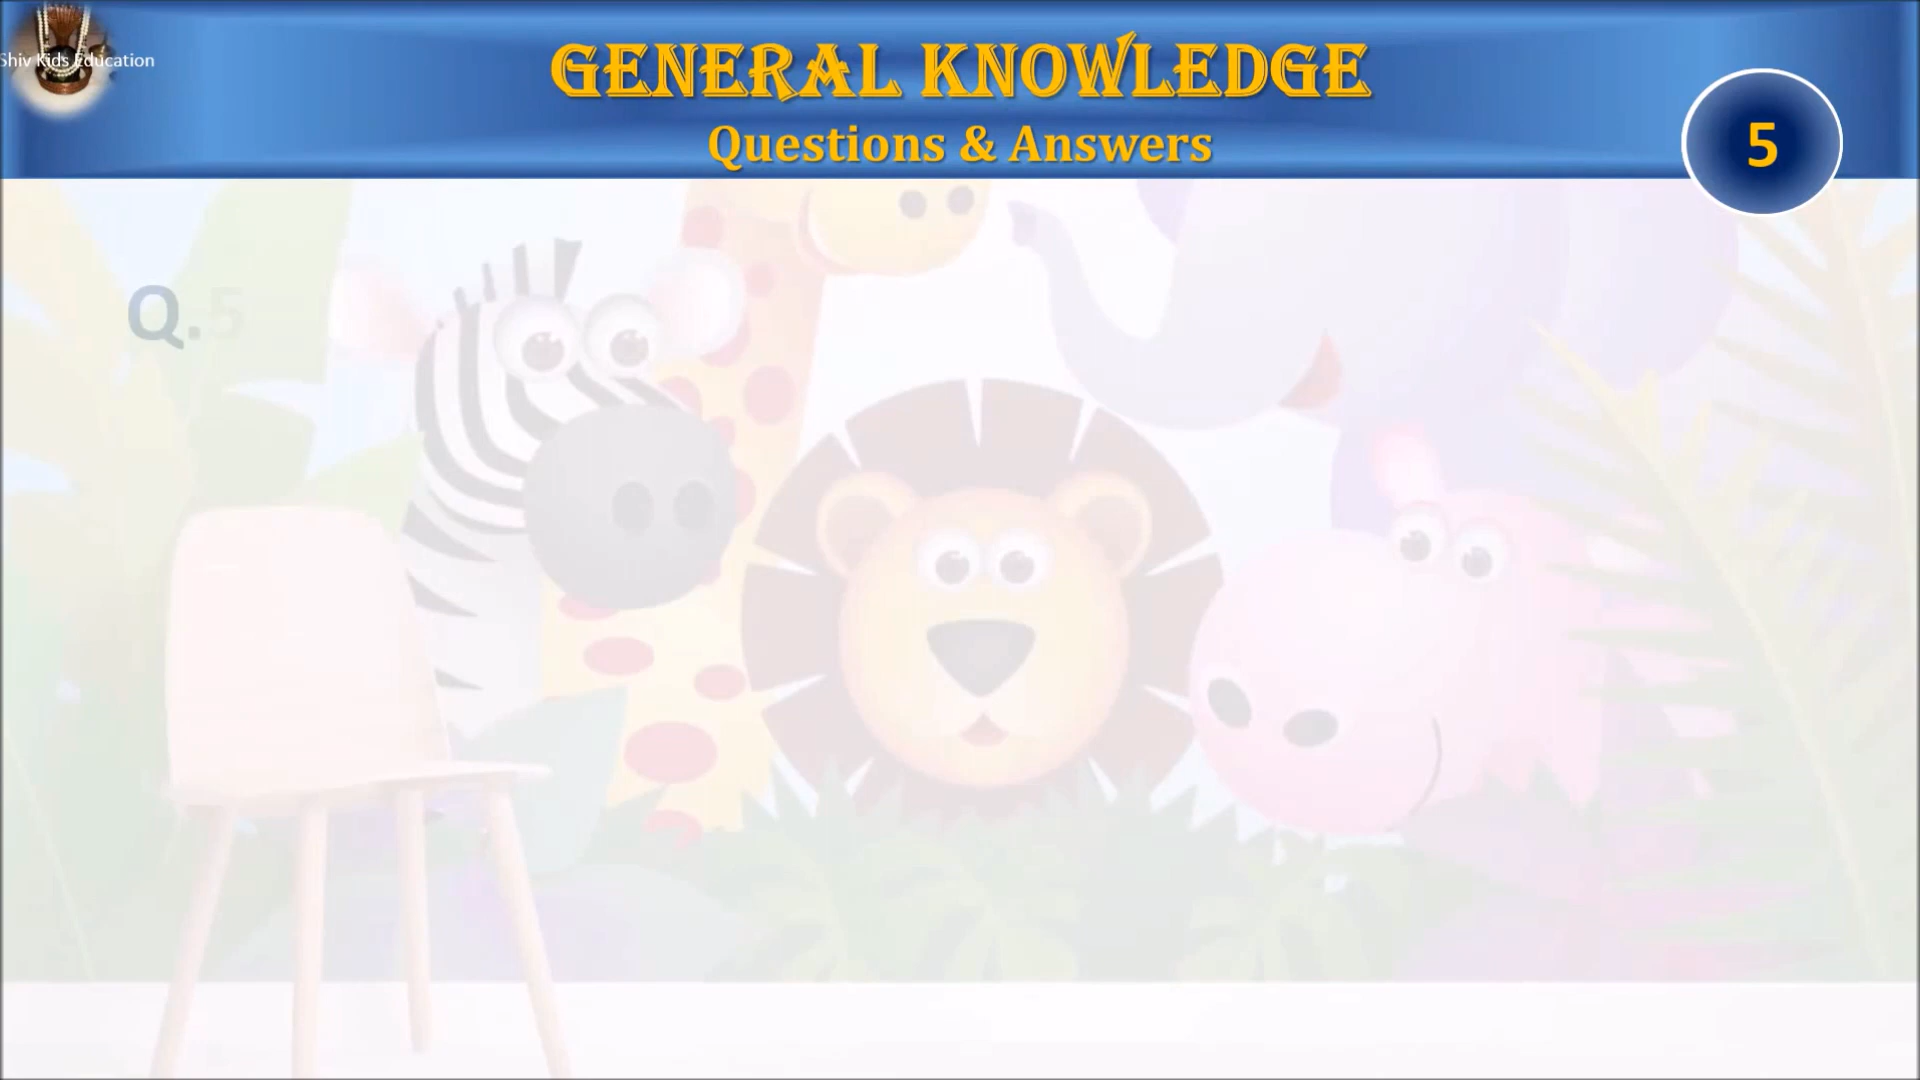 Shiv Kids Education
GENERAL KNOWLEDGE
Questions & Answers
5
Q.5